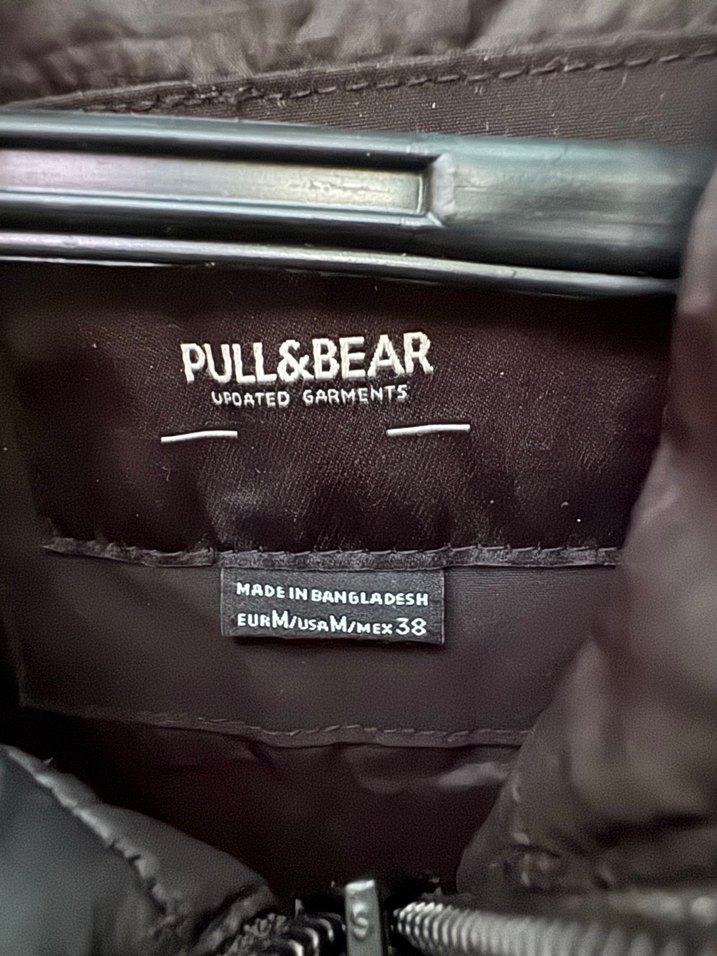 PULL&BEAR
UPDATED GARMENTS
MADE IN BANGLADESH
EURM/USAM/MEX38
S